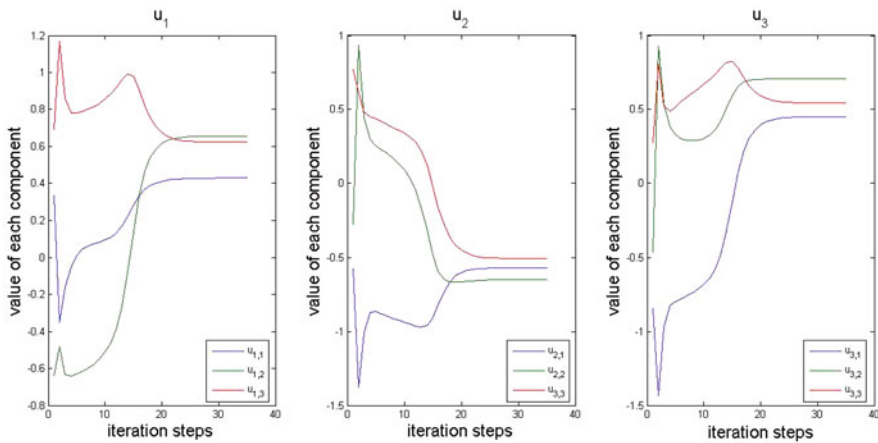 u1
value of each component
1.2
1
0.8
0.6
0.4
0.2
0
-0.2
-0.4
-0.6
-0.8
0
10
20
30
40
iteration steps
u1,1
u1,2
u1,3
u2
value of each component
1
0.5
0
-0.5
-1
-1.5
0
10
20
30
40
iteration steps
u2,1
u2,2
u3,3
u3
value of each component
1
0.5
0
-0.5
-1
-1.5
0
10
20
30
40
iteration steps
u3,1
u3,2
u3,3